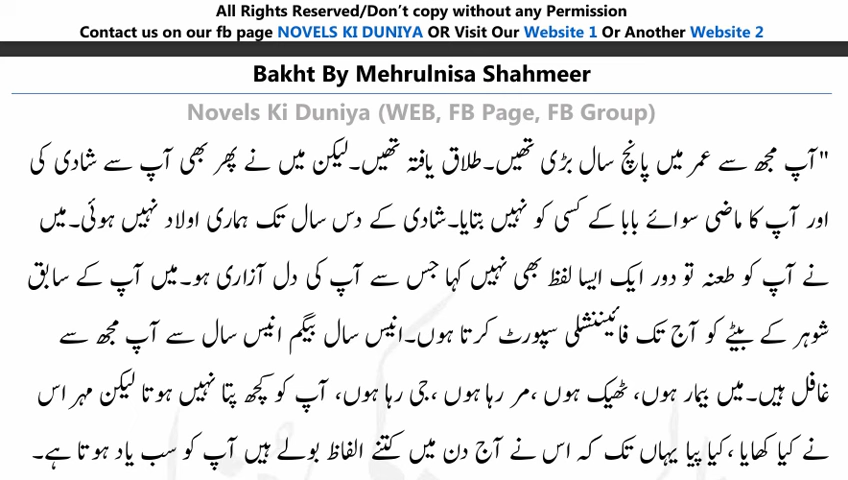 All Rights Reserved/Don't copy without any Permission
Contact us on our fb page NOVELS KI DUNIYA OR Visit Our Website 1 Or Another Website 2
Bakht By Mehrulnisa Shahmeer
Novels Ki Duniya (WEB, FB Page, FB Group)
"آپ مجھ سے عمر میں پانچ سال بڑی تھیں۔طلاق یافتہ تھیں۔لیکن میں نے پھر بھی آپ سے شادی کی
اور آپ کا ماضی سوائے بابا کے کسی کو نہیں بتایا۔شادی کے دس سال تک ہماری اولاد نہیں ہوئی۔میں
نے آپ کو طعنہ تو دور ایک ایسا لفظ بھی نہیں کہا جس سے آپ کی دل آزاری ہو۔میں آپ کے سابق
شوہر کے بیٹے کو آج تک فائیننشلی سپورٹ کرتا ہوں۔انیس سال بیگم انیس سال سے آپ مجھ سے
غافل ہیں۔میں بیمار ہوں، ٹھیک ہوں ،مر رہا ہوں ،جی رہا ہوں، آپ کو کچھ پتا نہیں ہوتا لیکن مہر اس
نے کیا کھایا ،کیا پیا یہاں تک کہ اس نے آج دن میں کتنے الفاظ بولے ہیں آپ کو سب یاد ہوتا ہے۔